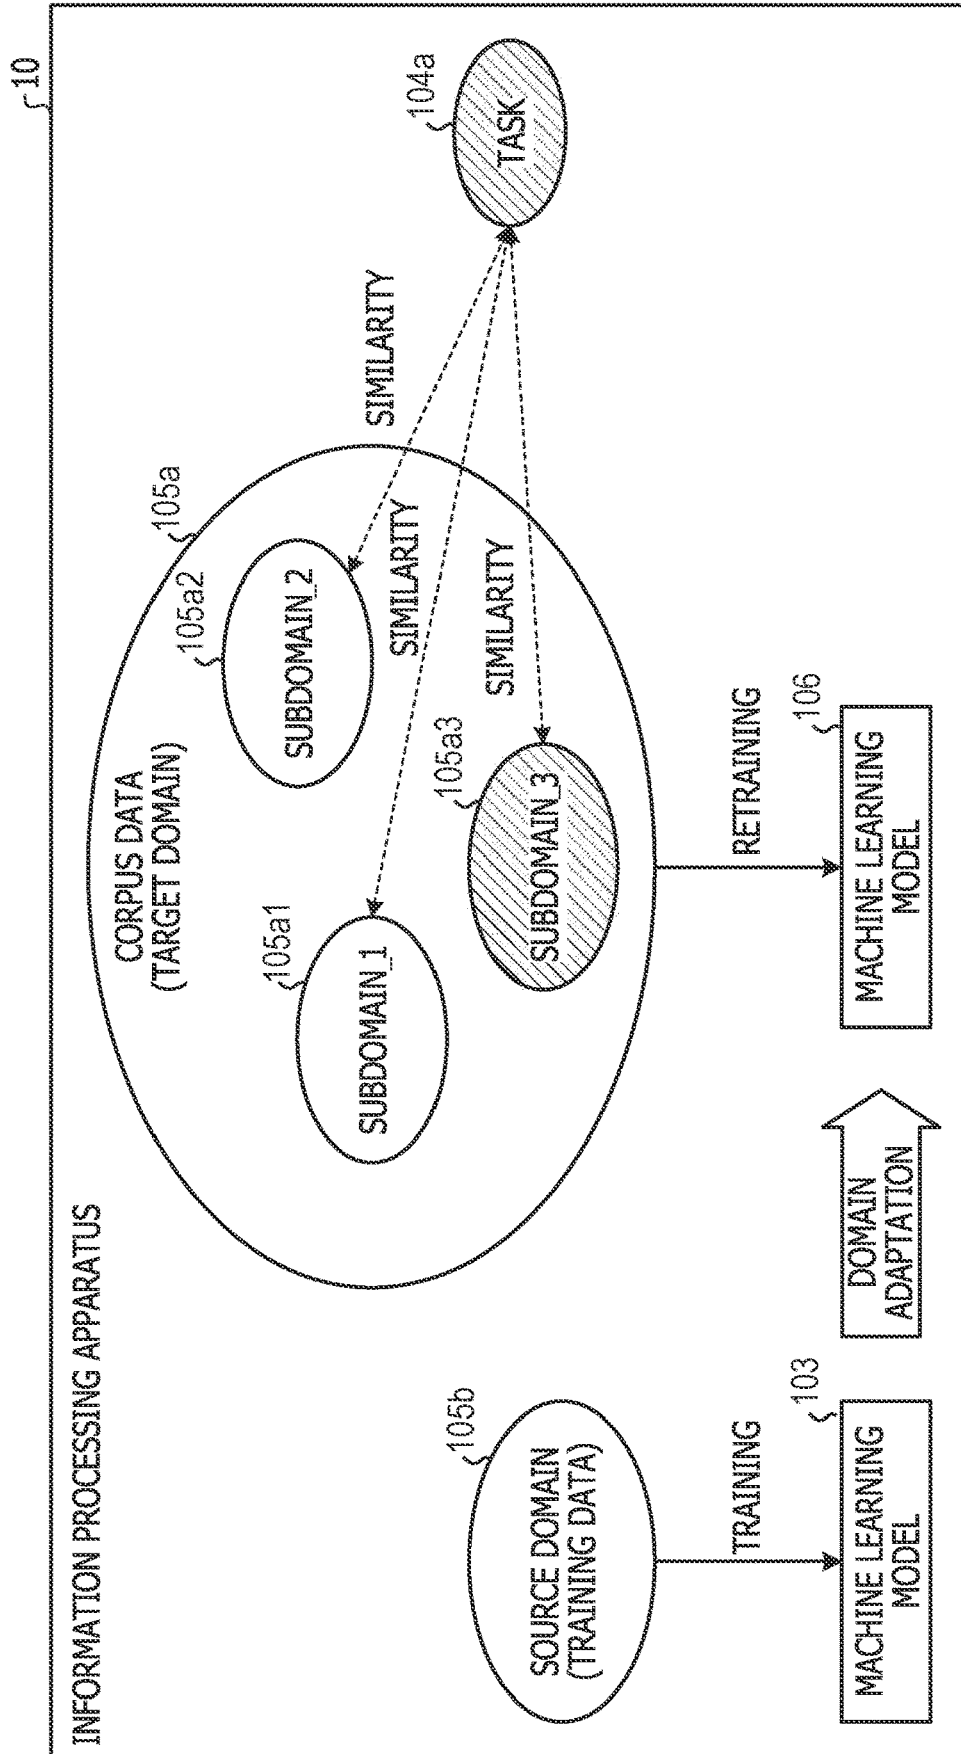 10
INFORMATION PROCESSING APPARATUS
CORPUS DATA
(TARGET DOMAIN)
105a
105a1
SUBDOMAIN_1
105a2
SUBDOMAIN_2
105a3
SUBDOMAIN_3
SIMILARITY
SIMILARITY
SIMILARITY
104a
TASK
105b
SOURCE DOMAIN
(TRAINING DATA)
TRAINING
RETRAINING
103
MACHINE LEARNING
MODEL
DOMAIN
ADAPTATION
106
MACHINE LEARNING
MODEL